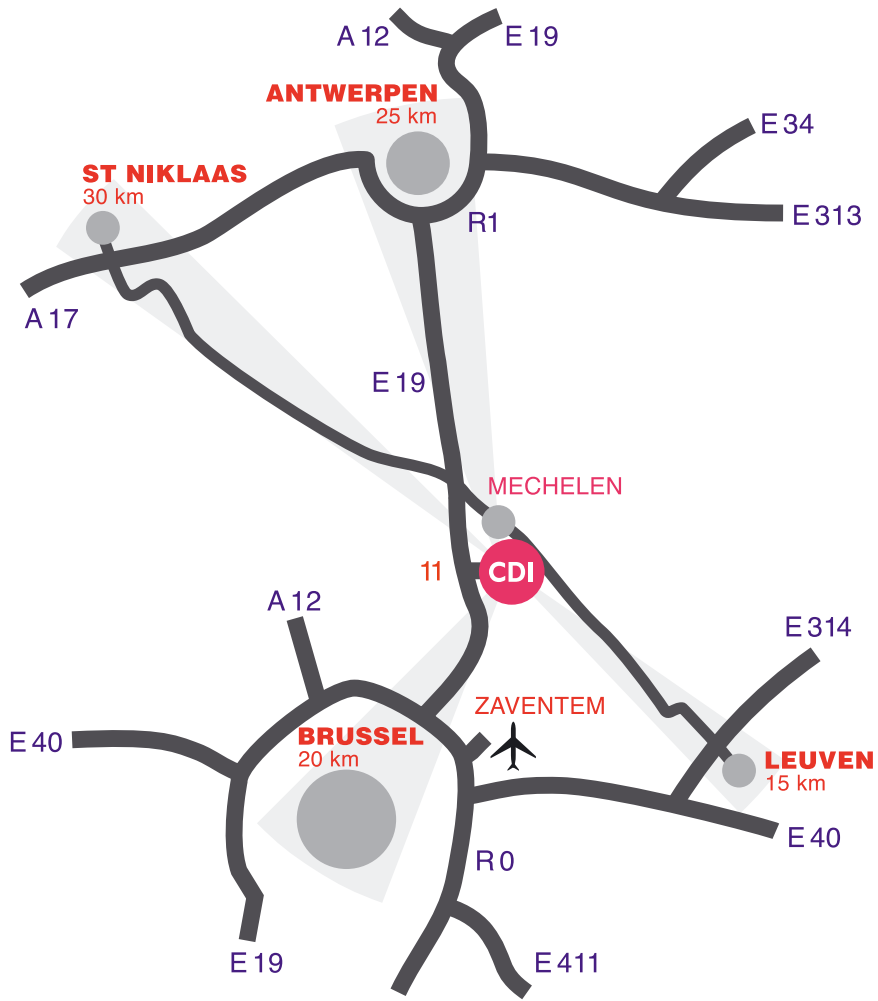 A 12
E 19
ANTWERPEN
25 km
E 34
ST NIKLAAS
30 km
E 313
R1
A 17
E 19
MECHELEN
11
CDI
A 12
E 314
ZAVENTEM
E 40
BRUSSEL
20 km
LEUVEN
15 km
E 40
R 0
E 19
E 411